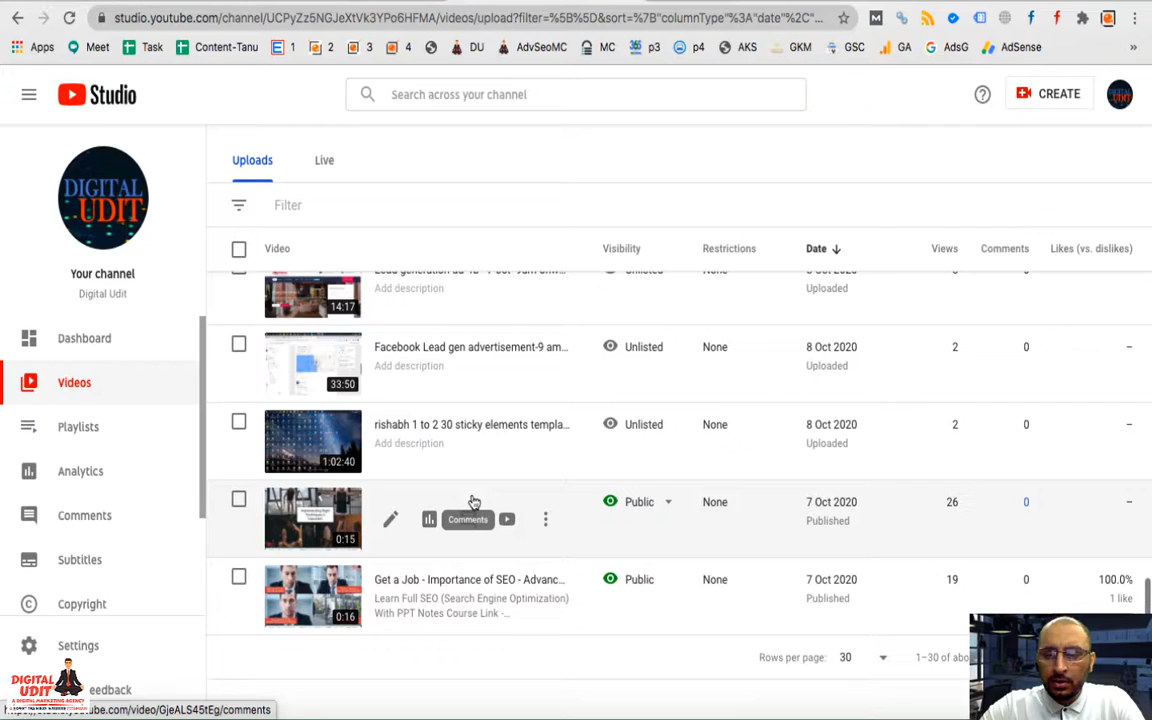 studio.youtube.com/channel/UCPyZz5NGJeXtVk3YPo6HFMA/videos/upload?filter=%5B%5D&sort=%7B"columnType"%3A"date"%2C"...
Apps Meet Task Content-Tanu 1 2 3 4 DU AdvSeoMC MC p3 p4 AKS GKM GSC GA AdsG AdSense »
Studio
Search across your channel
CREATE
DIGITAL UDIT
Your channel
Digital Udit
Dashboard
Videos
Playlists
Analytics
Comments
Subtitles
Copyright
Settings
eedback
Uploads Live
Filter
Video Visibility Restrictions Date Views Comments Likes (vs. dislikes)
14:17
Add description
Unlisted None
Uploaded
Facebook Lead gen advertisement-9 am... Unlisted None 8 Oct 2020 2 0 –
Add description Uploaded
33:50
rishabh 1 to 2 30 sticky elements templa... Unlisted None 8 Oct 2020 2 0 –
Add description Uploaded
1:02:40
Public None 7 Oct 2020 26 0 –
Comments Published
0:15
Get a Job - Importance of SEO - Advanc... Public None 7 Oct 2020 19 0 100.0%
Learn Full SEO (Search Engine Optimization) Published 1 like
With PPT Notes Course Link -...
0:16
Rows per page: 30 1–30 of abo
DIGITAL
UDIT
A DIGITAL MARKETING AGENCY
.youtube.com/video/GjeALS45tEg/comments